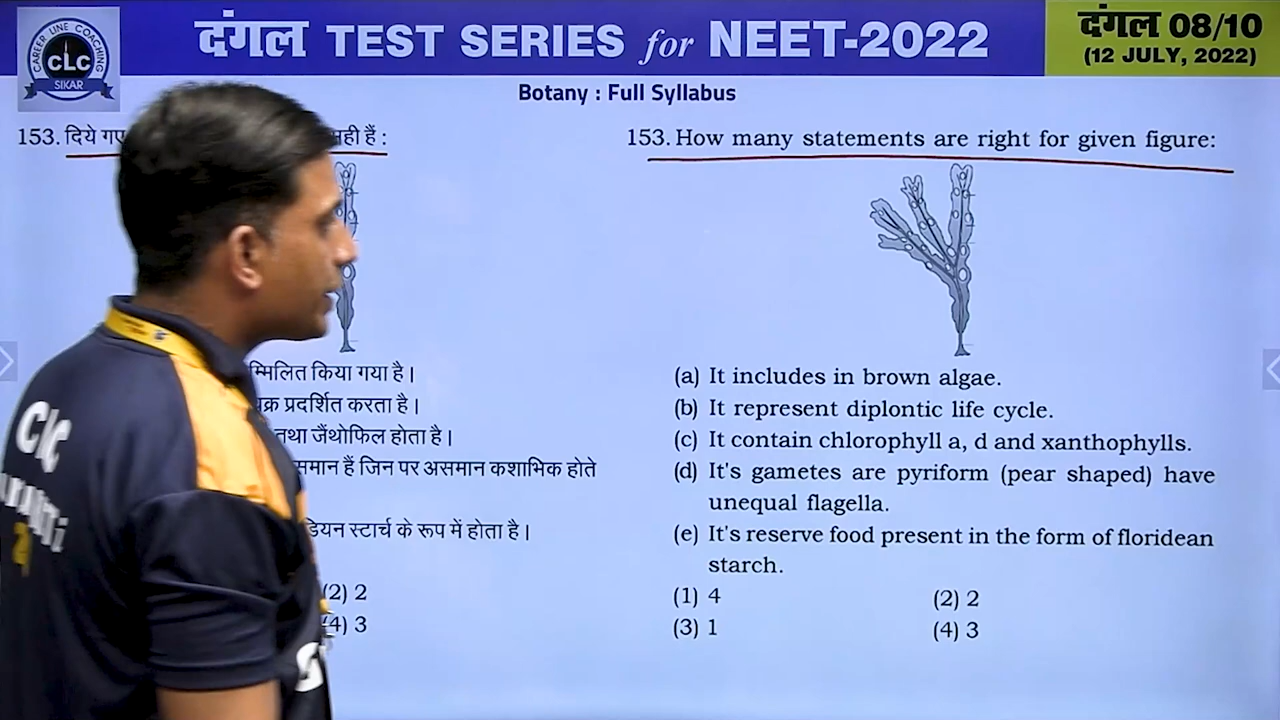 CAREER LINE COACHING
CLC
SIKAR
दंगल TEST SERIES for NEET-2022
दंगल 08/10
(12 JULY, 2022)
Botany : Full Syllabus
153. दिये गए
हैं :
153. How many statements are right for given figure:
किया गया है।
प्रदर्शित करता है।
तथा जैंथोफिल होता है।
समान हैं जिन पर असमान कशाभिक होते
स्टार्च के रूप में होता है।
(2) 2
(4) 3
(a) It includes in brown algae.
(b) It represent diplontic life cycle.
(c) It contain chlorophyll a, d and xanthophylls.
(d) It's gametes are pyriform (pear shaped) have
unequal flagella.
(e) It's reserve food present in the form of floridean
starch.
(1) 4
(2) 2
(3) 1
(4) 3
CLC